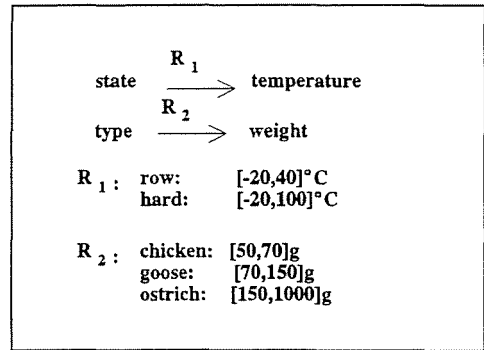 R 1
state → temperature
R 2
type → weight
R 1 : row: [-20,40]°C
hard: [-20,100]°C
R 2 : chicken: [50,70]g
goose: [70,150]g
ostrich: [150,1000]g